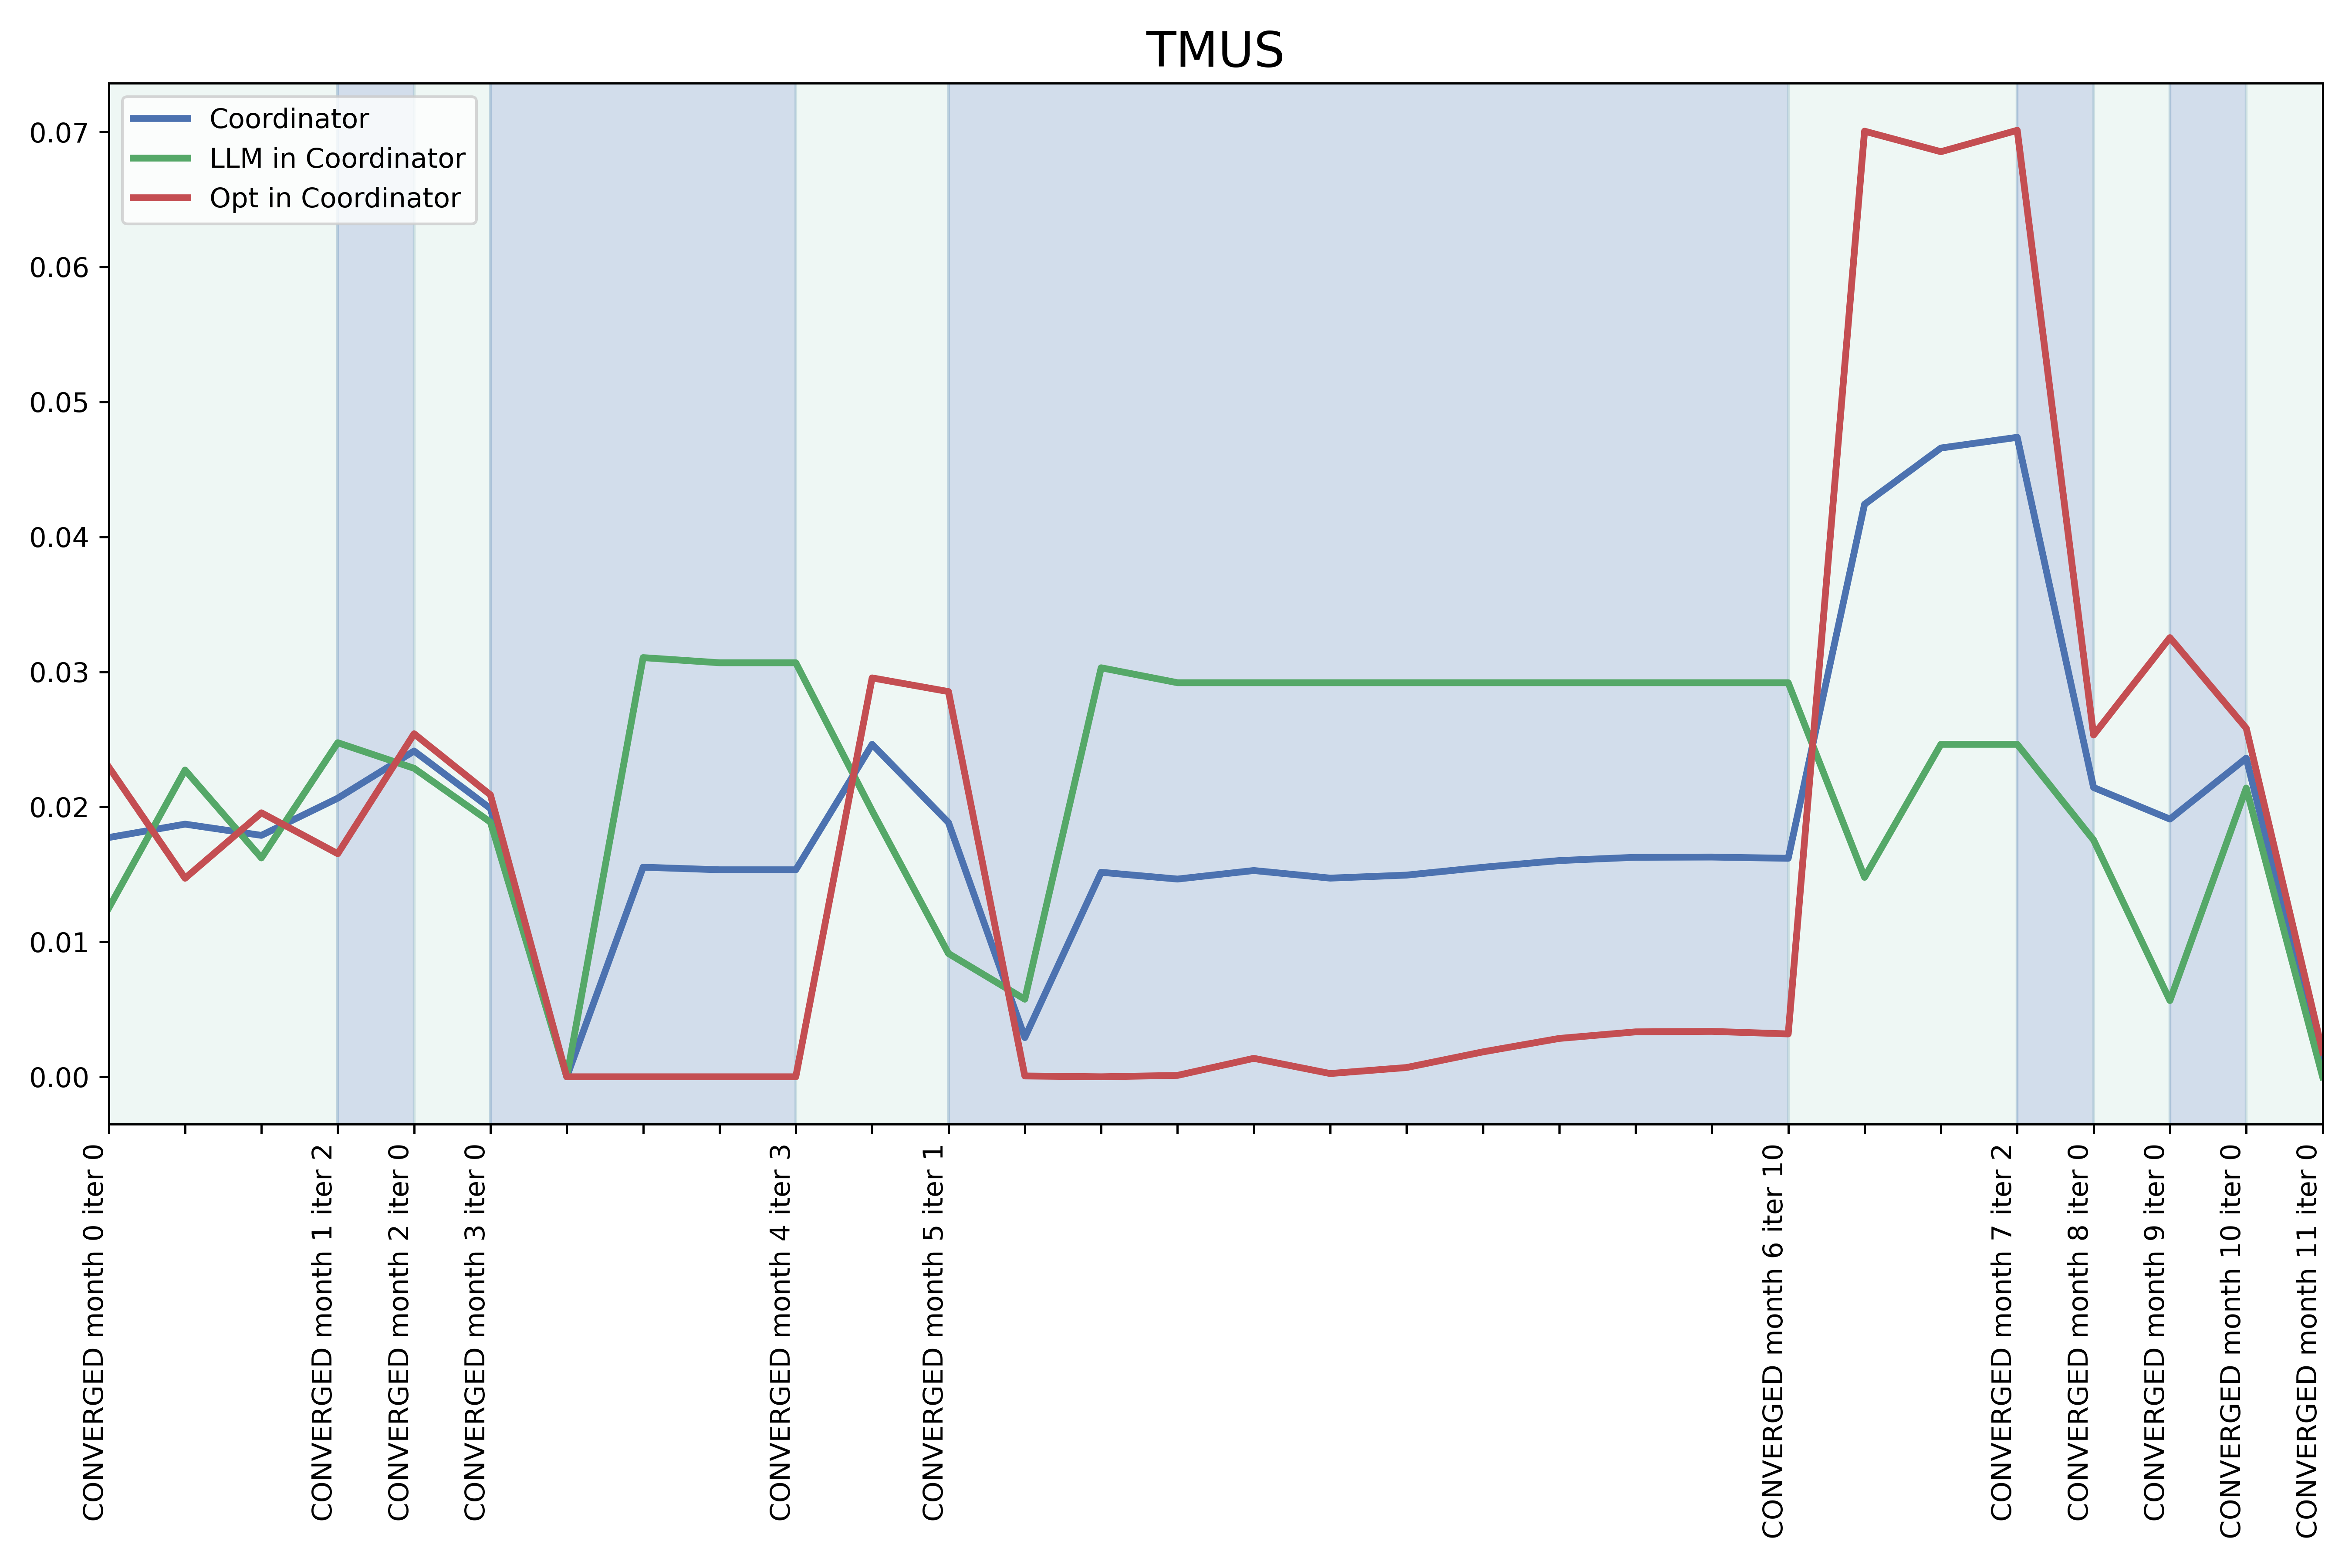 TMUS
Coordinator
LLM in Coordinator
Opt in Coordinator
0.07
0.06
0.05
0.04
0.03
0.02
0.01
0.00
CONVERGED month 0 iter 0
CONVERGED month 1 iter 2
CONVERGED month 2 iter 0
CONVERGED month 3 iter 0
CONVERGED month 4 iter 3
CONVERGED month 5 iter 1
CONVERGED month 6 iter 10
CONVERGED month 7 iter 2
CONVERGED month 8 iter 0
CONVERGED month 9 iter 0
CONVERGED month 10 iter 0
CONVERGED month 11 iter 0